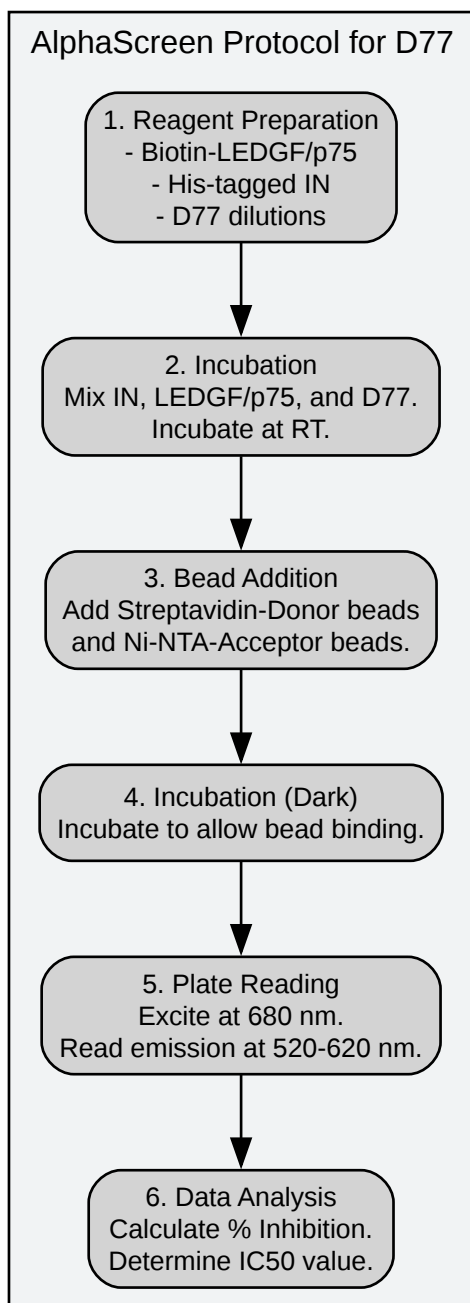 AlphaScreen Protocol for D77
1. Reagent Preparation
- Biotin-LEDGF/p75
- His-tagged IN
- D77 dilutions
2. Incubation
Mix IN, LEDGF/p75, and D77.
Incubate at RT.
3. Bead Addition
Add Streptavidin-Donor beads
and Ni-NTA-Acceptor beads.
4. Incubation (Dark)
Incubate to allow bead binding.
5. Plate Reading
Excite at 680 nm.
Read emission at 520-620 nm.
6. Data Analysis
Calculate % Inhibition.
Determine IC50 value.